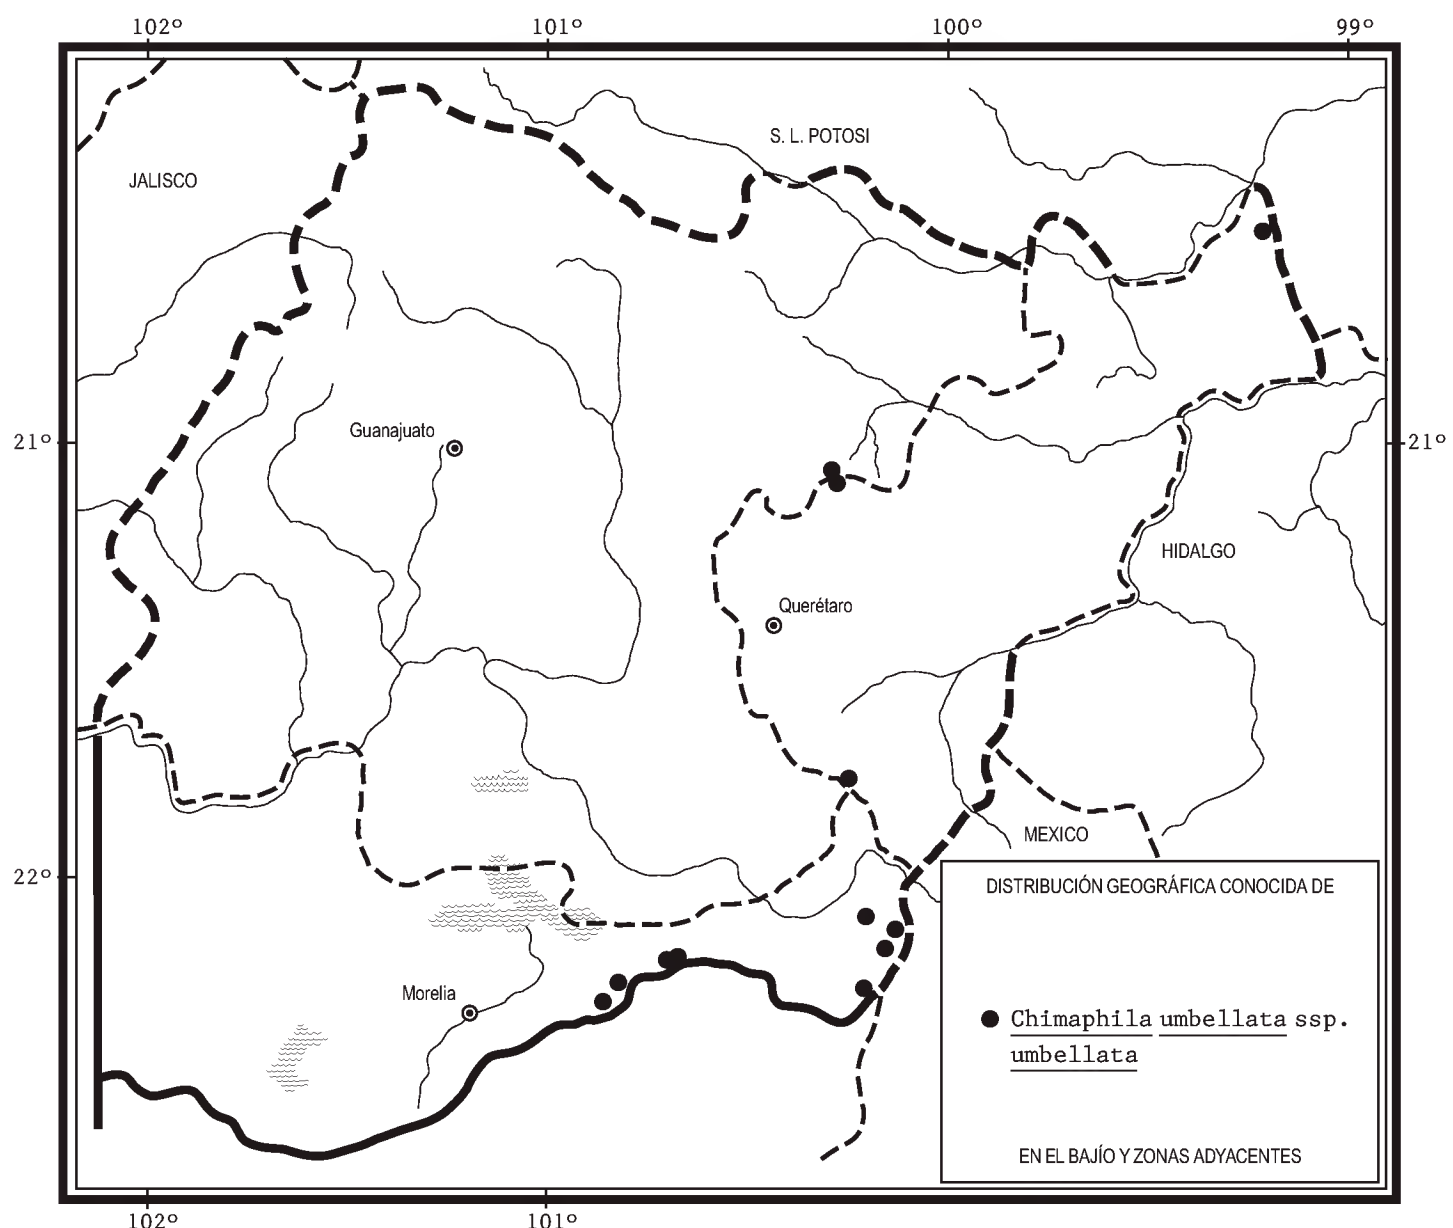 102º 101º 100º 99º
S. L. POTOSI
JALISCO
Guanajuato
21º 21º
HIDALGO
Querétaro
MEXICO
22º
DISTRIBUCIÓN GEOGRÁFICA CONOCIDA DE
Morelia
Chimaphila umbellata ssp.
umbellata
EN EL BAJÍO Y ZONAS ADYACENTES
102º 101º